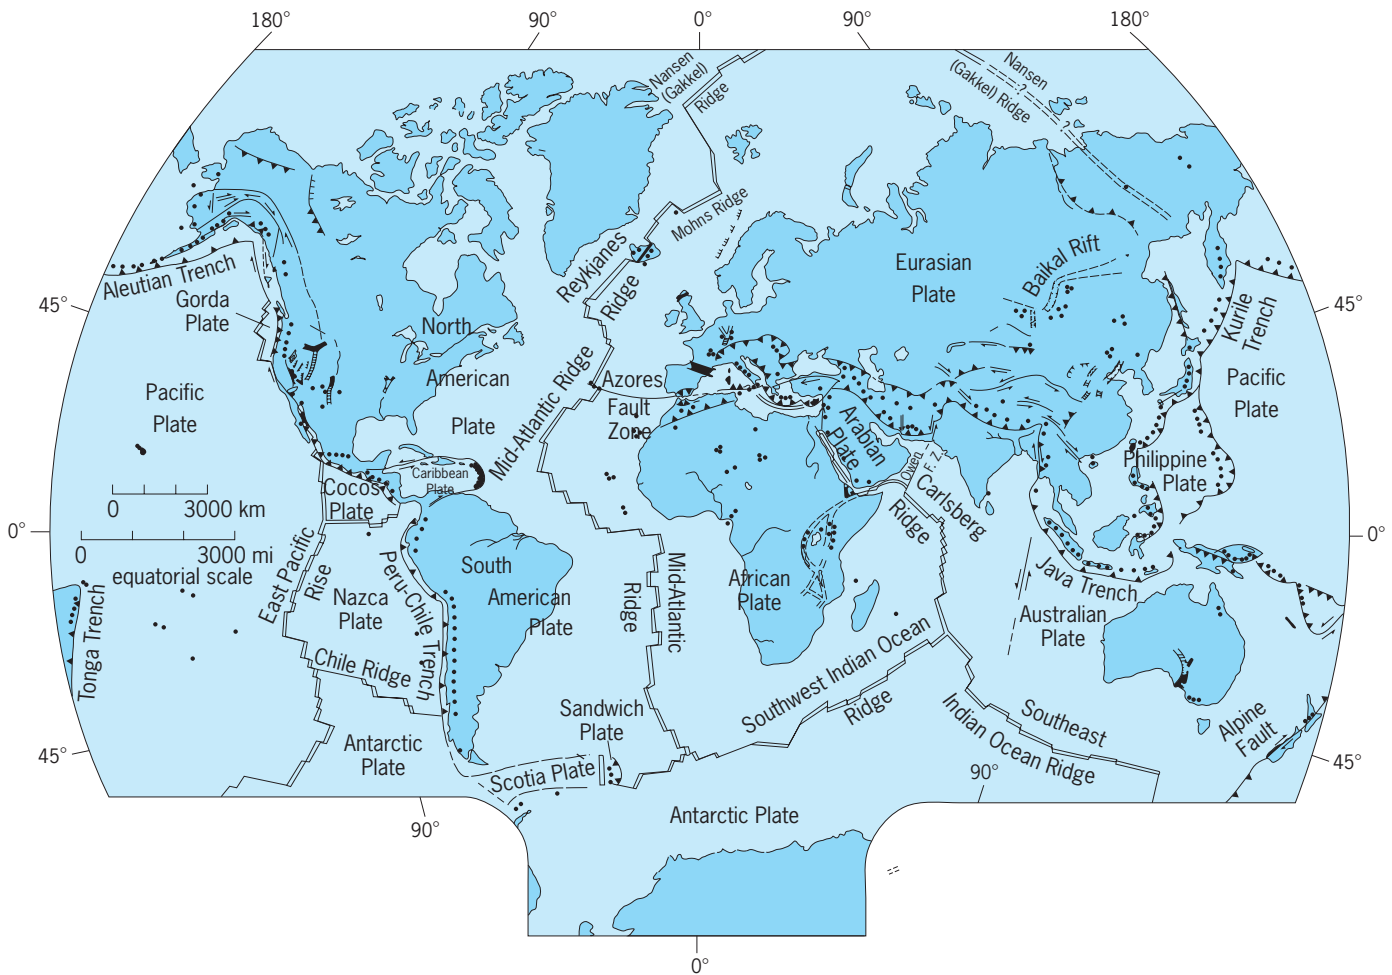 180°
90°
0°
90°
180°
Nansen
(Gakkel)
Ridge
Nansen
(Gakkel) Ridge
Mohns Ridge
Reykjanes
Ridge
Aleutian Trench
Gorda
Plate
45°
North
American
Plate
Eurasian
Plate
Baikal Rift
Kurile
Trench
45°
Pacific
Plate
Mid-Atlantic Ridge
Azores
Fault
Zone
Arabian
Plate
Pacific
Plate
Caribbean
Plate
Cocos
Plate
Owen
F. Z.
Carlsberg
Ridge
Philippine
Plate
0 3000 km
0 3000 mi
equatorial scale
0°
0°
East Pacific
Rise
Nazca
Plate
Peru-Chile Trench
South
American
Plate
Mid-Atlantic
Ridge
African
Plate
Java Trench
Australian
Plate
Tonga Trench
Chile Ridge
Southwest Indian Ocean
Ridge
Sandwich
Plate
Southeast
Indian Ocean Ridge
Alpine
Fault
Antarctic
Plate
Scotia Plate
45°
45°
90°
90°
Antarctic Plate
0°